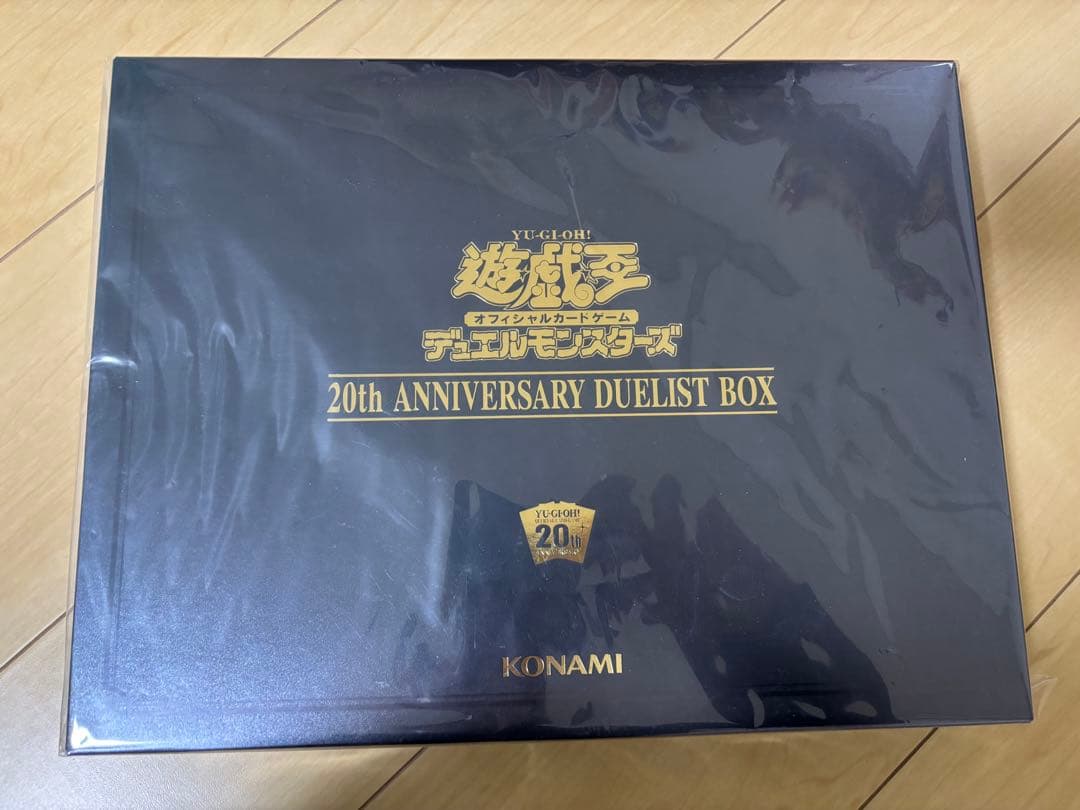 YU-GI-OH!
遊戯王
オフィシャルカードゲーム
デュエルモンスターズ
20th ANNIVERSARY DUELIST BOX
YU-GI-OH!
20th
KONAMI